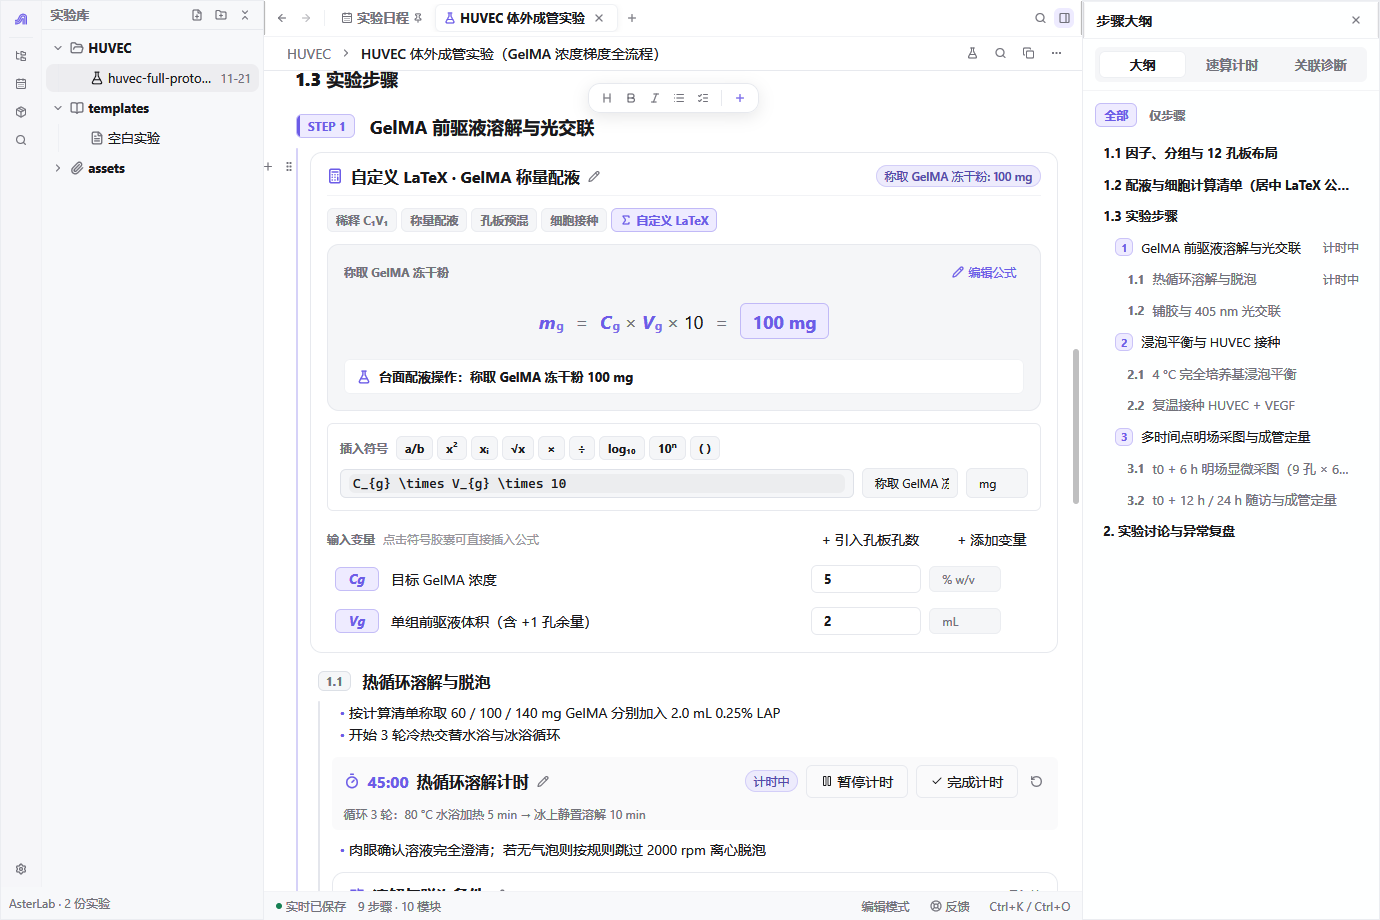 实验库
HUVEC
huvec-full-proto...
11-21
templates
空白实验
assets
AsterLab · 2 份实验
实验日程
HUVEC 体外成管实验
HUVEC
HUVEC 体外成管实验（GelMA 浓度梯度全流程）
1.3 实验步骤
H B I
STEP 1
GelMA 前驱液溶解与光交联
自定义 LaTeX · GelMA 称量配液
称取 GelMA 冻干粉: 100 mg
稀释 C₁V₁
称量配液
孔板预混
细胞接种
Σ 自定义 LaTeX
称取 GelMA 冻干粉
编辑公式
m_g = C_g × V_g × 10 = 100 mg
台面配液操作：称取 GelMA 冻干粉 100 mg
插入符号 a/b x² xᵢ √x × ÷ log₁₀ 10ⁿ ( )
C_{g} \times V_{g} \times 10
称取 GelMA 冻
mg
输入变量 点击符号胶囊可直接插入公式
+ 引入孔板孔数
+ 添加变量
Cg 目标 GelMA 浓度 5 % w/v
Vg 单组前驱液体积（含 +1 孔余量） 2 mL
1.1 热循环溶解与脱泡
• 按计算清单称取 60 / 100 / 140 mg GelMA 分别加入 2.0 mL 0.25% LAP
• 开始 3 轮冷热交替水浴与冰浴循环
45:00 热循环溶解计时
计时中
暂停计时
完成计时
循环 3 轮：80 °C 水浴加热 5 min → 冰上静置溶解 10 min
• 肉眼确认溶液完全澄清；若无气泡则按规则跳过 2000 rpm 离心脱泡
实时已保存 9 步骤 · 10 模块
编辑模式
反馈
Ctrl+K / Ctrl+O
步骤大纲
大纲
速算计时
关联诊断
全部
仅步骤
1.1 因子、分组与 12 孔板布局
1.2 配液与细胞计算清单（居中 LaTeX 公...
1.3 实验步骤
1 GelMA 前驱液溶解与光交联 计时中
1.1 热循环溶解与脱泡 计时中
1.2 铺胶与 405 nm 光交联
2 浸泡平衡与 HUVEC 接种
2.1 4 °C 完全培养基浸泡平衡
2.2 复温接种 HUVEC + VEGF
3 多时间点明场采图与成管定量
3.1 t0 + 6 h 明场显微采图（9 孔 × 6...
3.2 t0 + 12 h / 24 h 随访与成管定量
2. 实验讨论与异常复盘